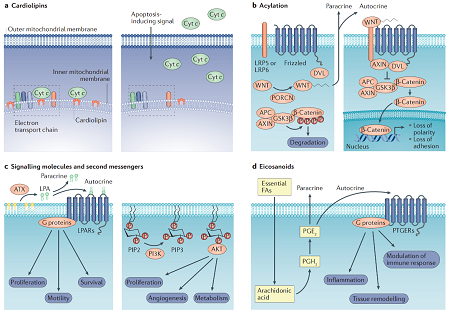 a Cardiolipins
Apoptosis-
inducing signal
Outer mitochondrial membrane
Cyt c
Cyt c
Cyt c
Cyt c
Inner mitochondrial
membrane
Cyt c
Cyt c
Cyt c
Electron
transport chain
Cardiolipin
b Acylation
Paracrine
Autocrine
WNT
LRP5 or
LRP6
Frizzled
DVL
AXIN
DVL
WNT
WNT
PORCN
APC
GSK3β
AXIN
β-Catenin
APC
AXIN
GSK3β
β-Catenin
P
P
P
β-Catenin
Degradation
β-Catenin
Nucleus
• Loss of
polarity
• Loss of
adhesion
c Signalling molecules and second messengers
Paracrine
Autocrine
ATX
LPA
LPARs
G proteins
Proliferation
Motility
Survival
P
P
P
P
P
P
P
P
PIP2
PI3K
PIP3
AKT
Proliferation
Angiogenesis
Metabolism
d Eicosanoids
Essential
FAs
Paracrine
Autocrine
PGE2
PGH2
Arachidonic
acid
PTGERs
G proteins
Inflammation
Modulation of
immune response
Tissue remodelling